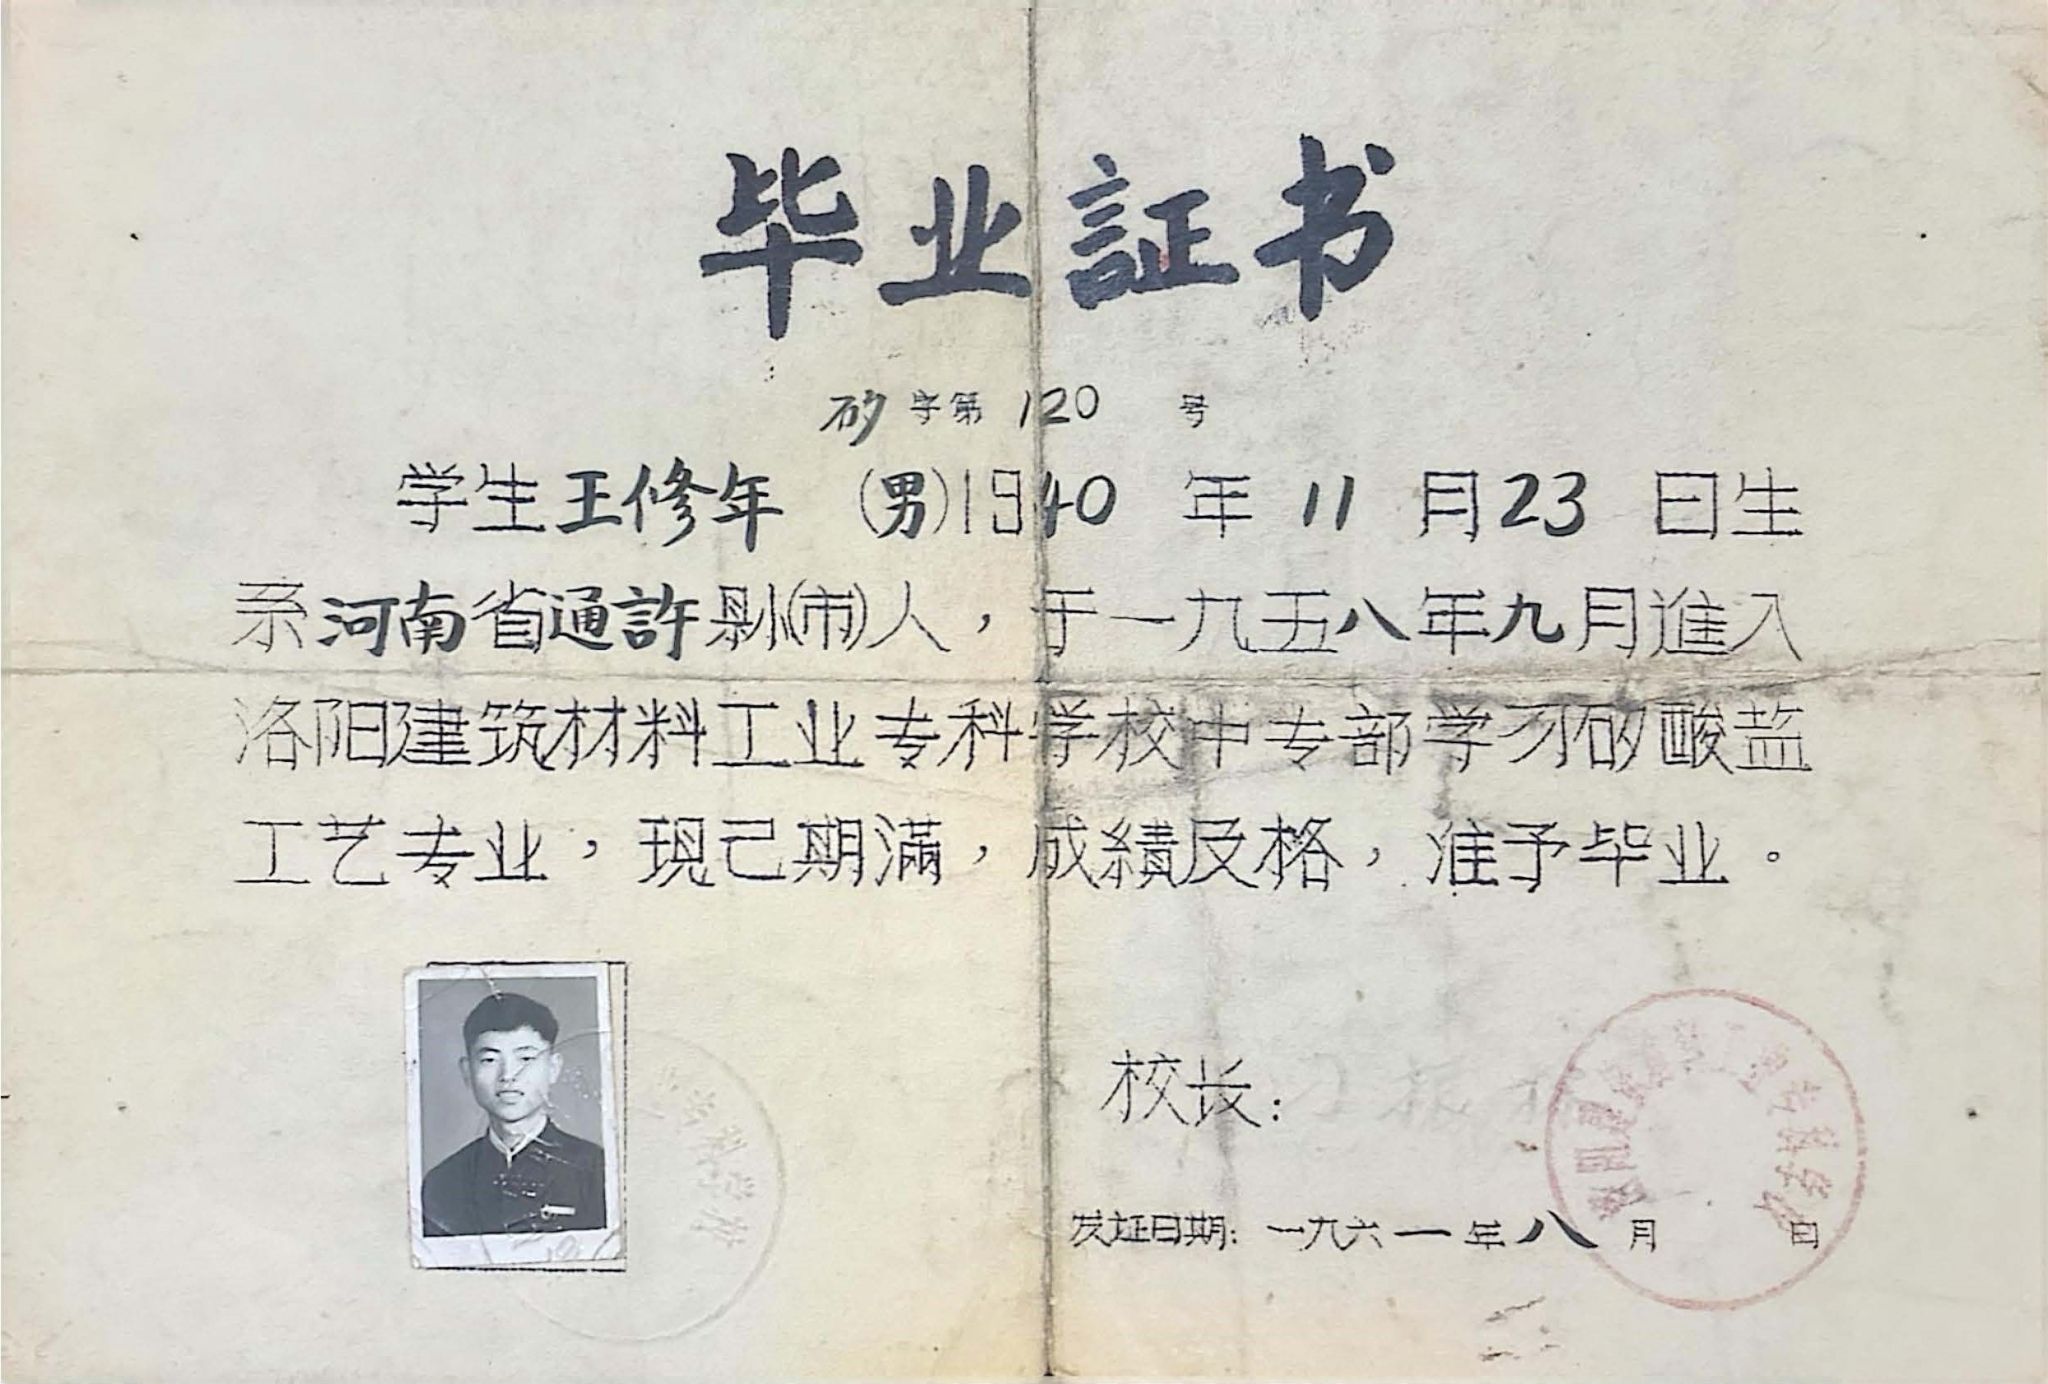 毕业証书
矽字第120号
学生王修年(男)1940年11月23日生
系河南省通許縣(市)人，于一九五八年九月進入
洛阳建筑材料工业专科学校中专部学习矽酸盐
工艺专业，現已期滿，成績及格，准予毕业。
校长：
发证日期：一九六一年八月 日